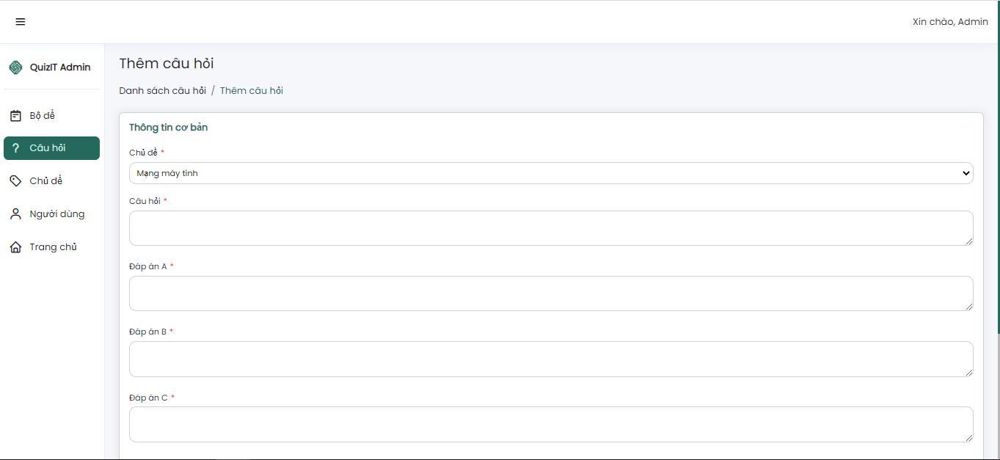 Xin chào, Admin
QuizIT Admin
Bộ đề
Câu hỏi
Chủ đề
Người dùng
Trang chủ
Thêm câu hỏi
Danh sách câu hỏi / Thêm câu hỏi
Thông tin cơ bản
Chủ đề *
Mạng máy tính
Câu hỏi *
Đáp án A *
Đáp án B *
Đáp án C *